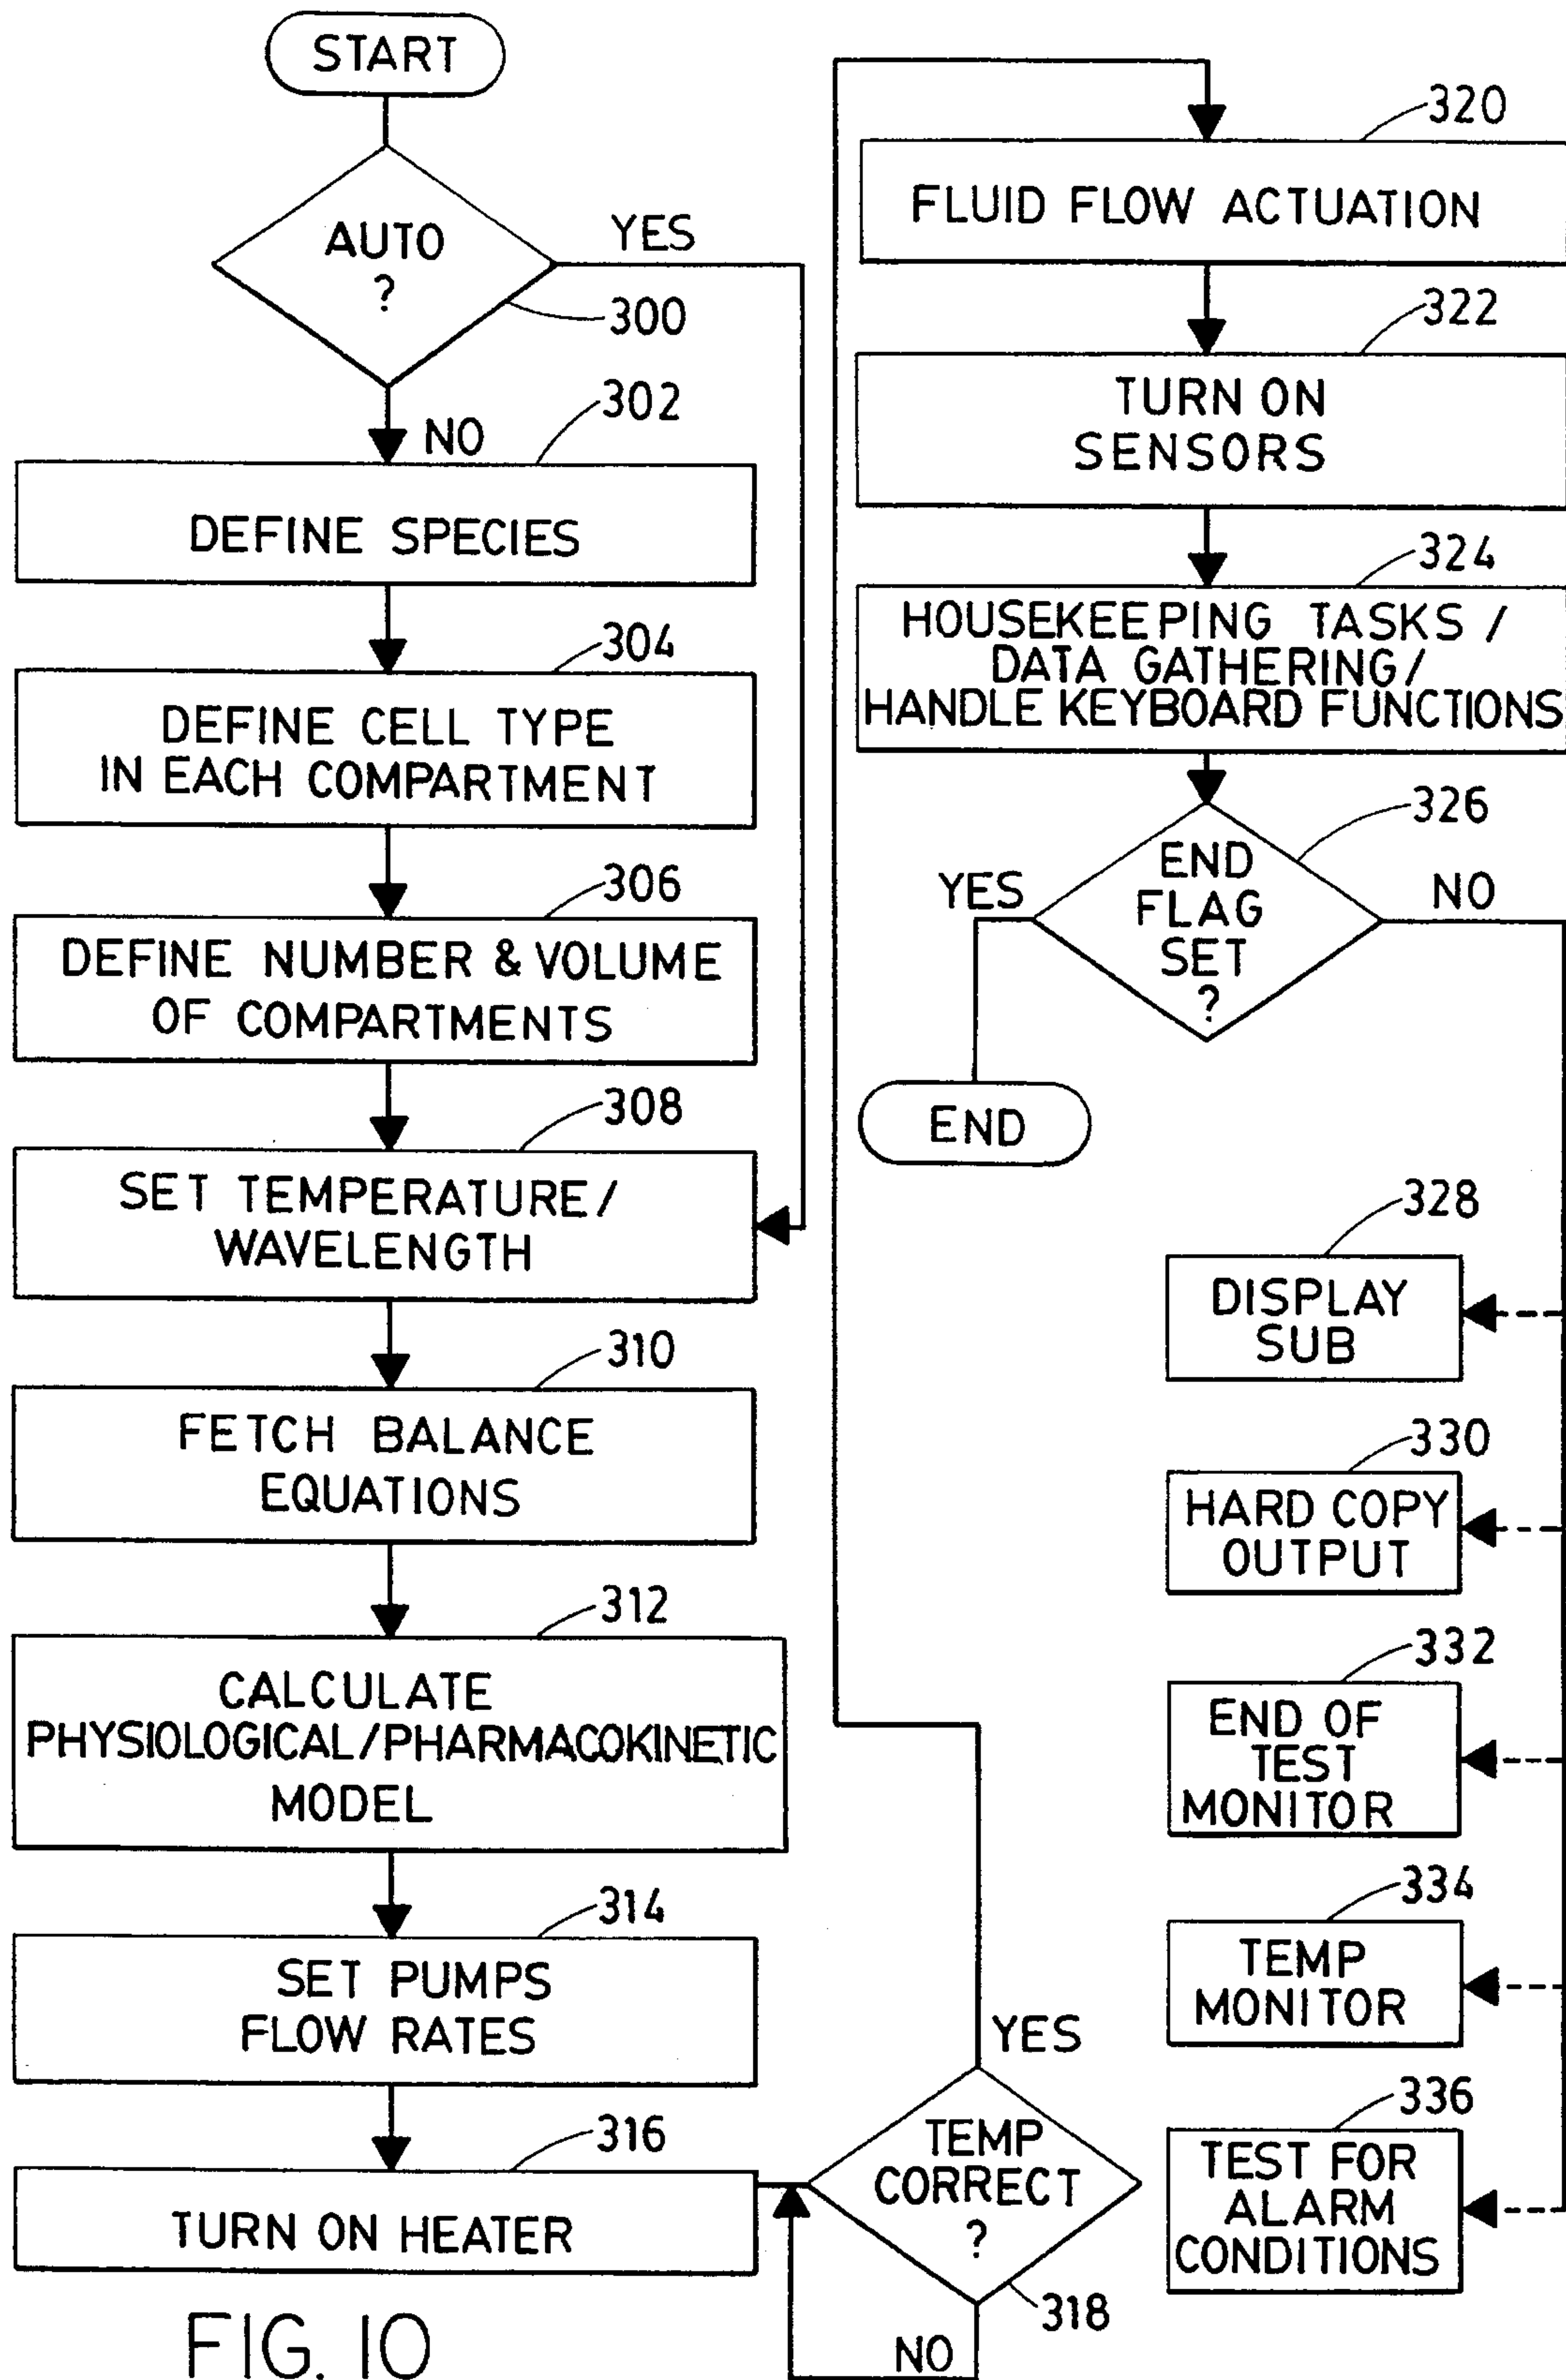 START
AUTO
?
YES
300
NO
302
DEFINE SPECIES
304
DEFINE CELL TYPE
IN EACH COMPARTMENT
306
DEFINE NUMBER & VOLUME
OF COMPARTMENTS
308
SET TEMPERATURE/
WAVELENGTH
310
FETCH BALANCE
EQUATIONS
312
CALCULATE
PHYSIOLOGICAL/PHARMACOKINETIC
MODEL
314
SET PUMPS
FLOW RATES
316
TURN ON HEATER
TEMP
CORRECT
?
318
YES
NO
320
FLUID FLOW ACTUATION
322
TURN ON
SENSORS
324
HOUSEKEEPING TASKS /
DATA GATHERING/
HANDLE KEYBOARD FUNCTIONS
326
END
FLAG
SET
?
YES
NO
END
328
DISPLAY
SUB
330
HARD COPY
OUTPUT
332
END OF
TEST
MONITOR
334
TEMP
MONITOR
336
TEST FOR
ALARM
CONDITIONS
FIG. 10